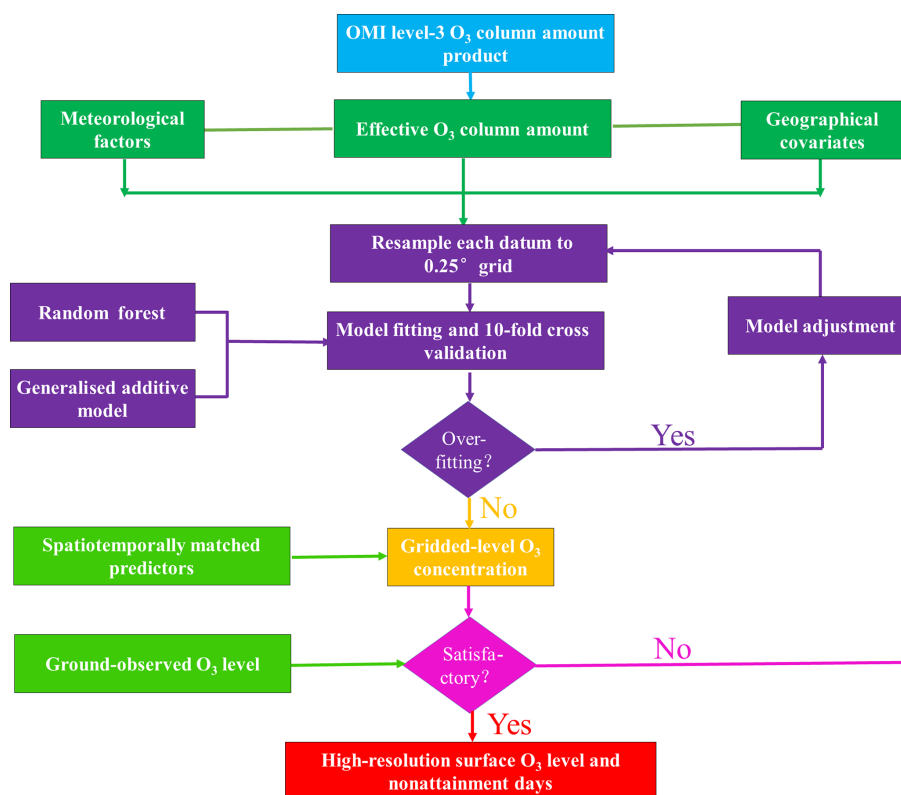 OMI level-3 O₃ column amount
product
Meteorological
factors
Effective O₃ column amount
Geographical
covariates
Resample each datum to
0.25° grid
Random forest
Model fitting and 10-fold cross
validation
Model adjustment
Generalised additive
model
Over-
fitting?
Yes
No
Spatiotemporally matched
predictors
Gridded-level O₃
concentration
Ground-observed O₃ level
Satisfa-
ctory?
No
Yes
High-resolution surface O₃ level and
nonattainment days